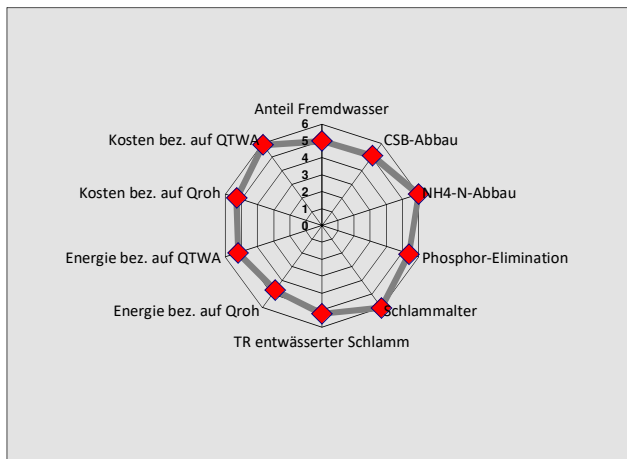 Anteil Fremdwasser
6
5
4
3
2
1
0
CSB-Abbau
NH4-N-Abbau
Phosphor-Elimination
Schlammalter
TR entwässerter Schlamm
Energie bez. auf Qroh
Energie bez. auf QTWA
Kosten bez. auf Qroh
Kosten bez. auf QTWA